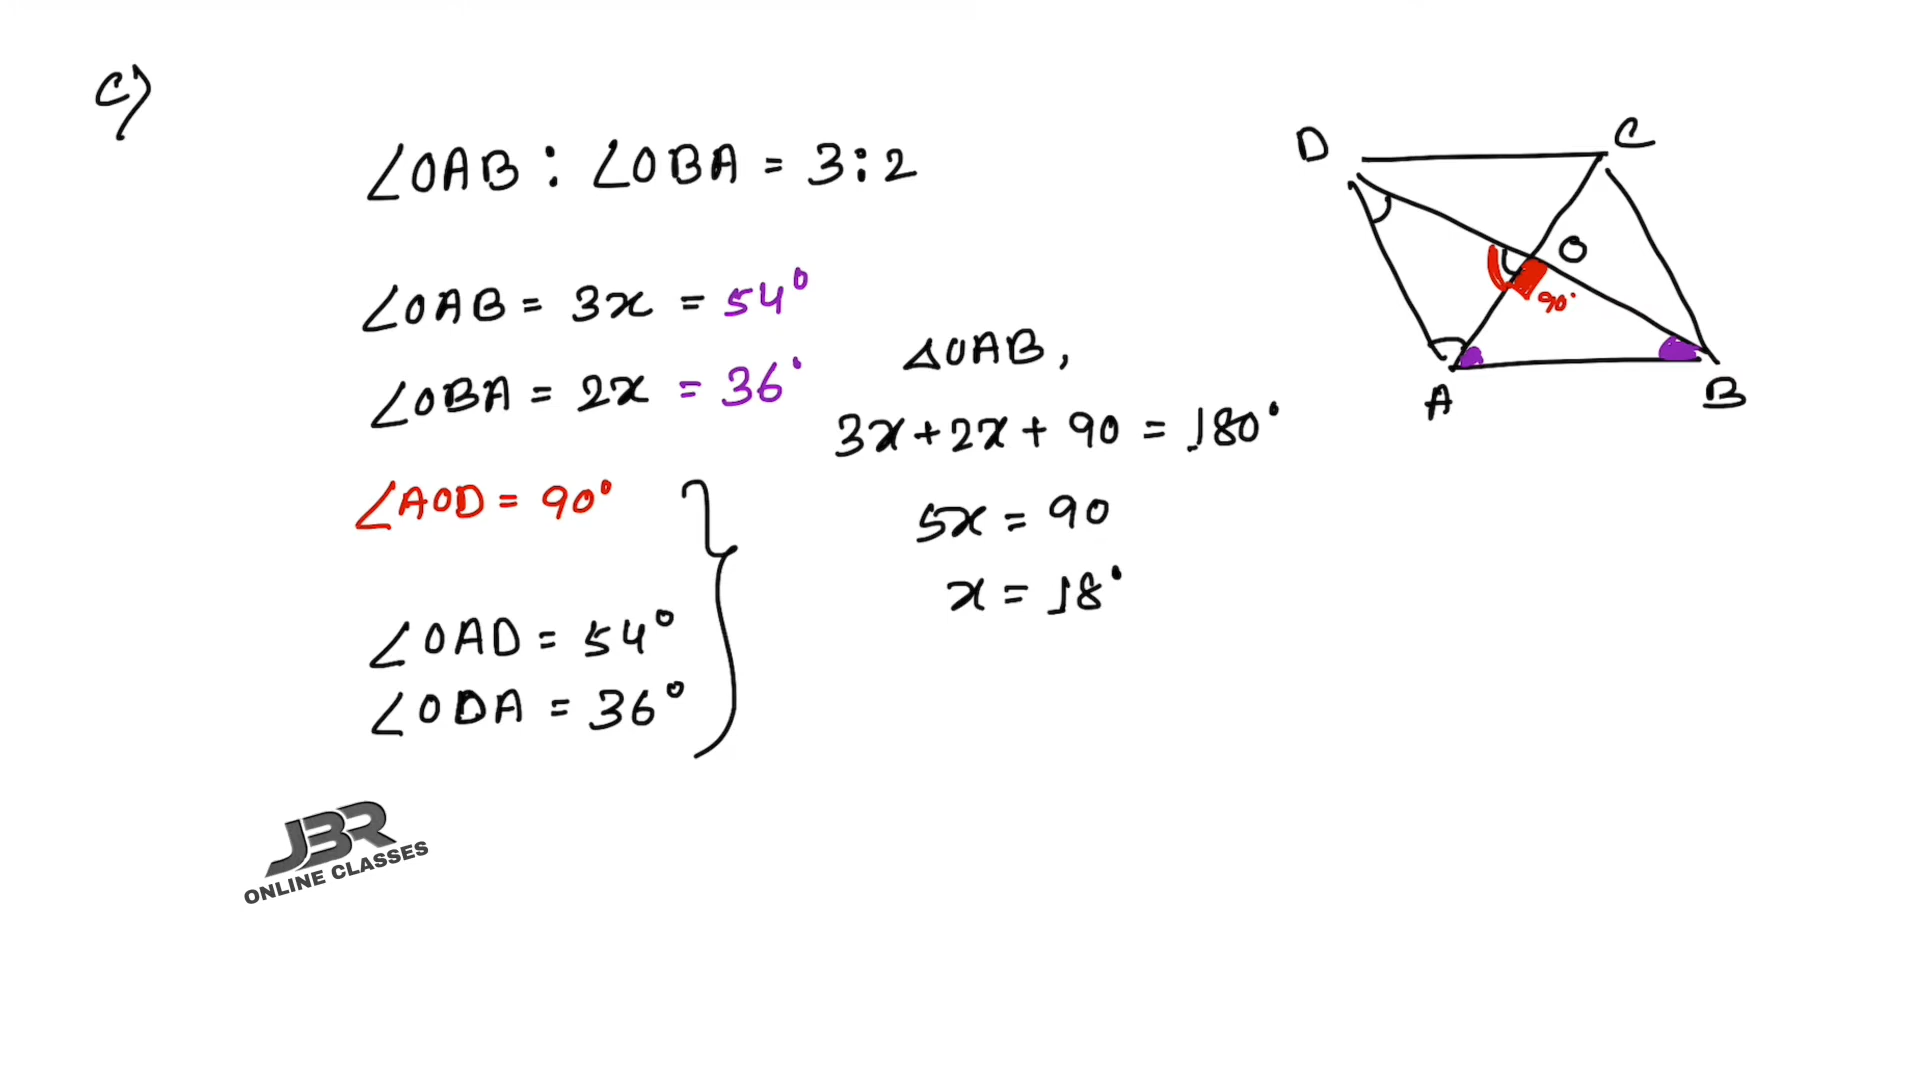 C)
∠OAB : ∠OBA = 3:2
∠OAB = 3x = 54°
∠OBA = 2x = 36°
∠AOD = 90°
∠OAD = 54°
∠ODA = 36°
△OAB,
3x+2x+ 90 = 180°
5x = 90
x = 18°
D
C
O
90°
A
B
JBR
ONLINE CLASSES